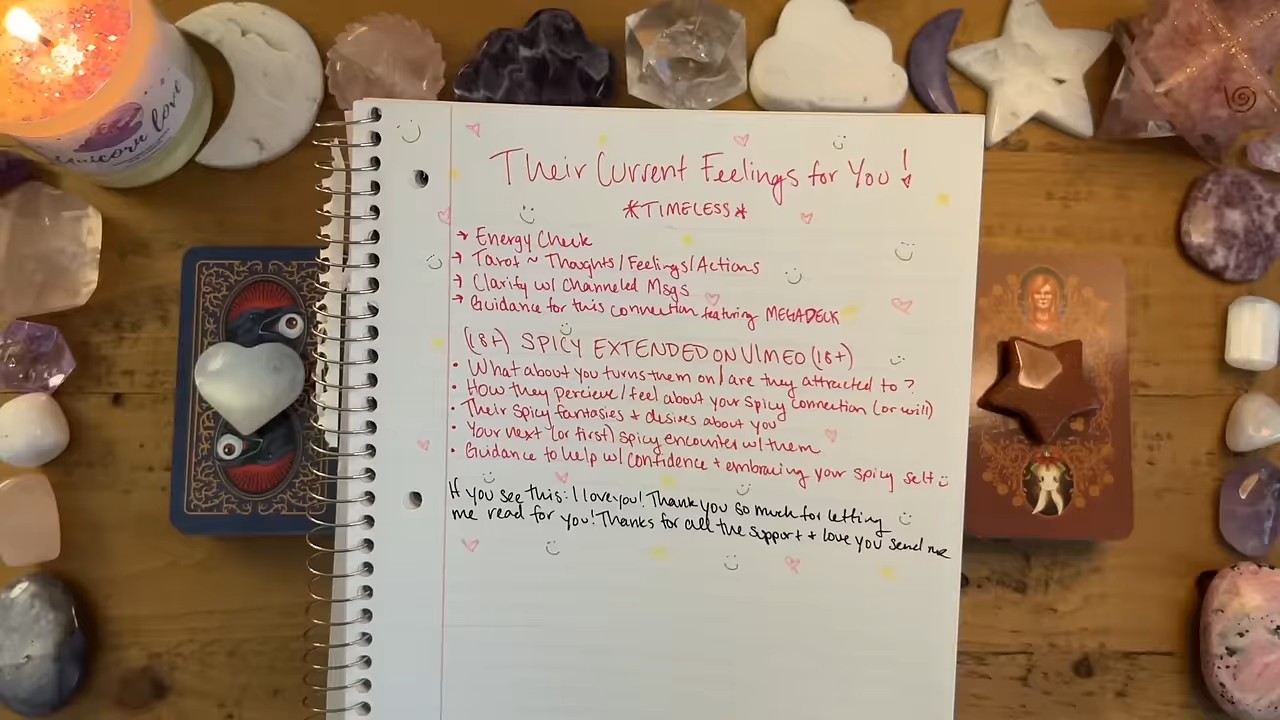 unicorn love
Their Current Feelings for You!
*TIMELESS*
→ Energy Check
→ Tarot ~ Thoughts/Feelings/Actions
→ Clarify w/ Channeled Msgs
→ Guidance for this connection featuring MEGADECK
(18+) SPICY EXTENDED ON VIMEO (18+)
• What about you turns them on/are they attracted to?
• How they percieve/feel about your spicy connection (or will)
• Their spicy fantasies + desires about you
• Your next (or first) spicy encounter w/ them
• Guidance to help w/ confidence + embracing your spicy self :)
If you see this: I love you! Thank you so much for letting
me read for you! Thanks for all the support + love you send me